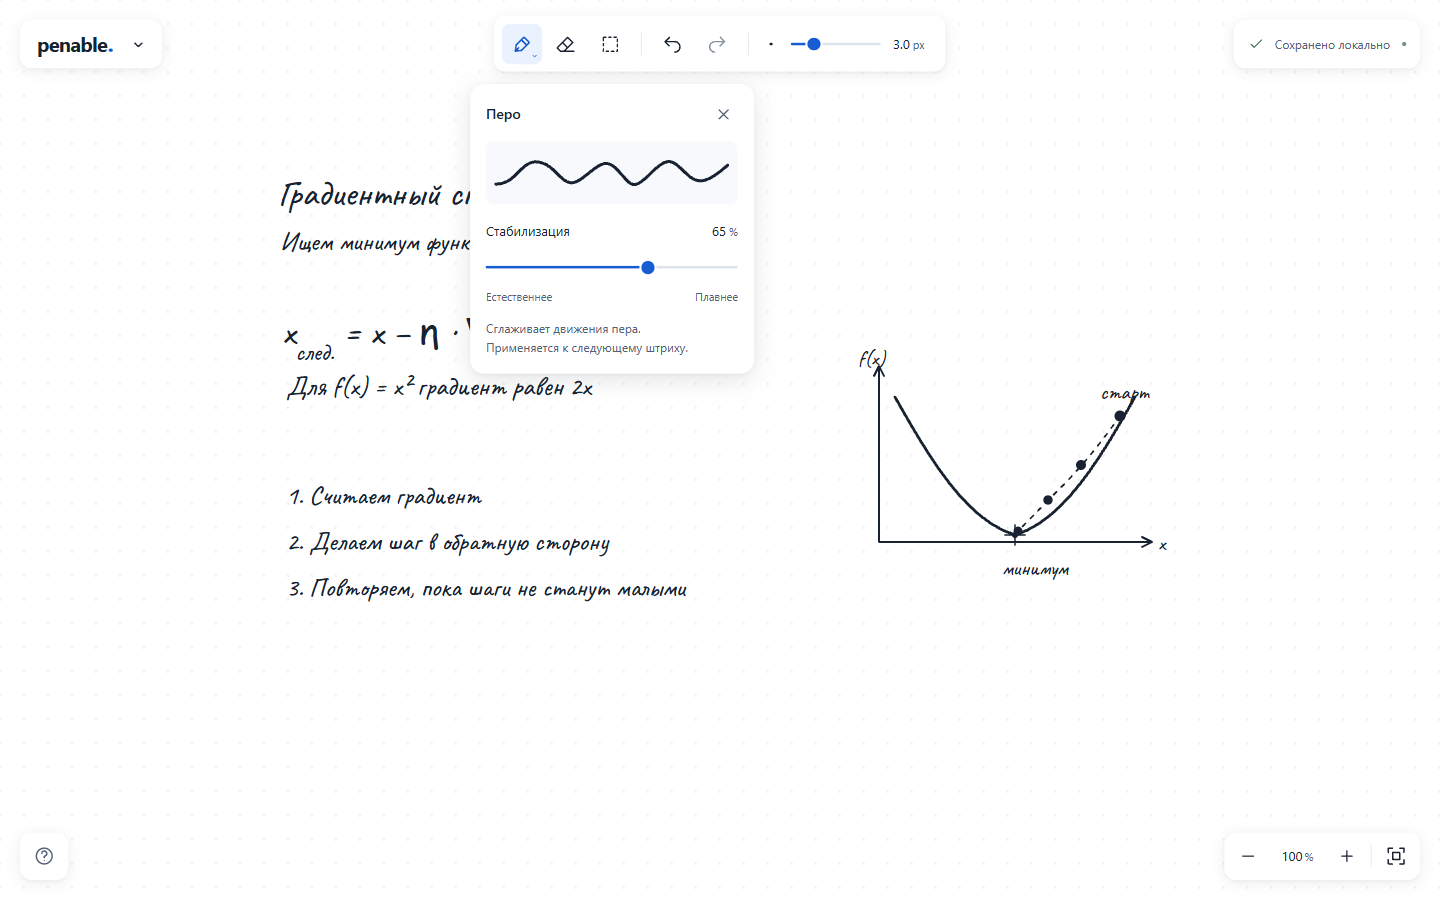 penable.
3.0 px
Сохранено локально
Перо
Стабилизация 65 %
Естественнее Плавнее
Сглаживает движения пера.
Применяется к следующему штриху.
Градиентный
Ищем минимум
x след. = x − η ·
Для f(x) = x² градиент равен 2x
1. Считаем градиент
2. Делаем шаг в обратную сторону
3. Повторяем, пока шаги не станут малыми
f(x)
старт
x
минимум
100 %